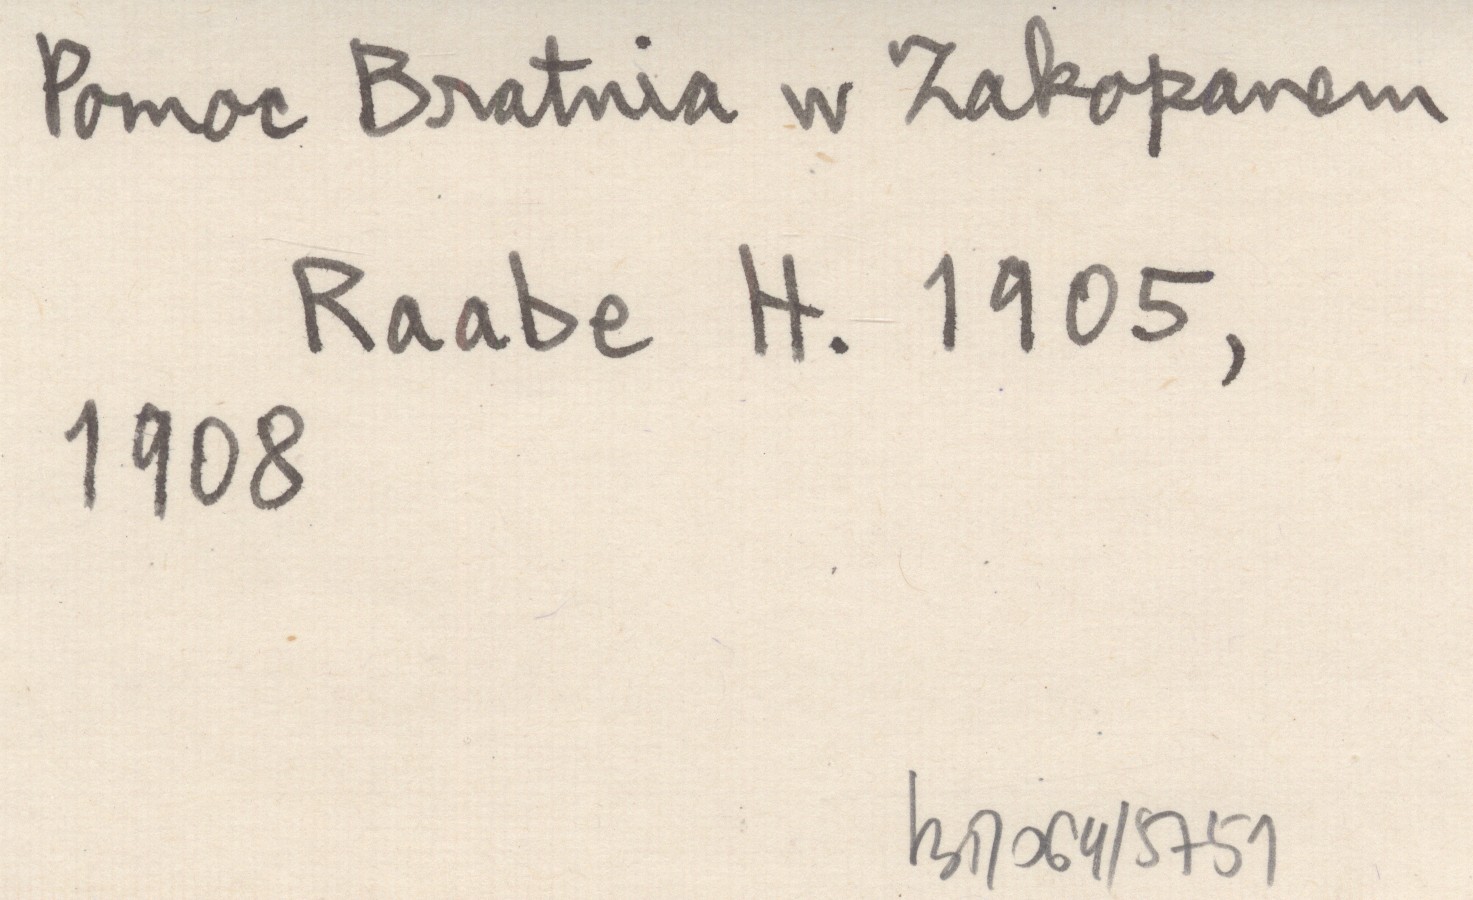 Pomoc Bratnia w Zakopanem
Raabe H. 1905,
1908